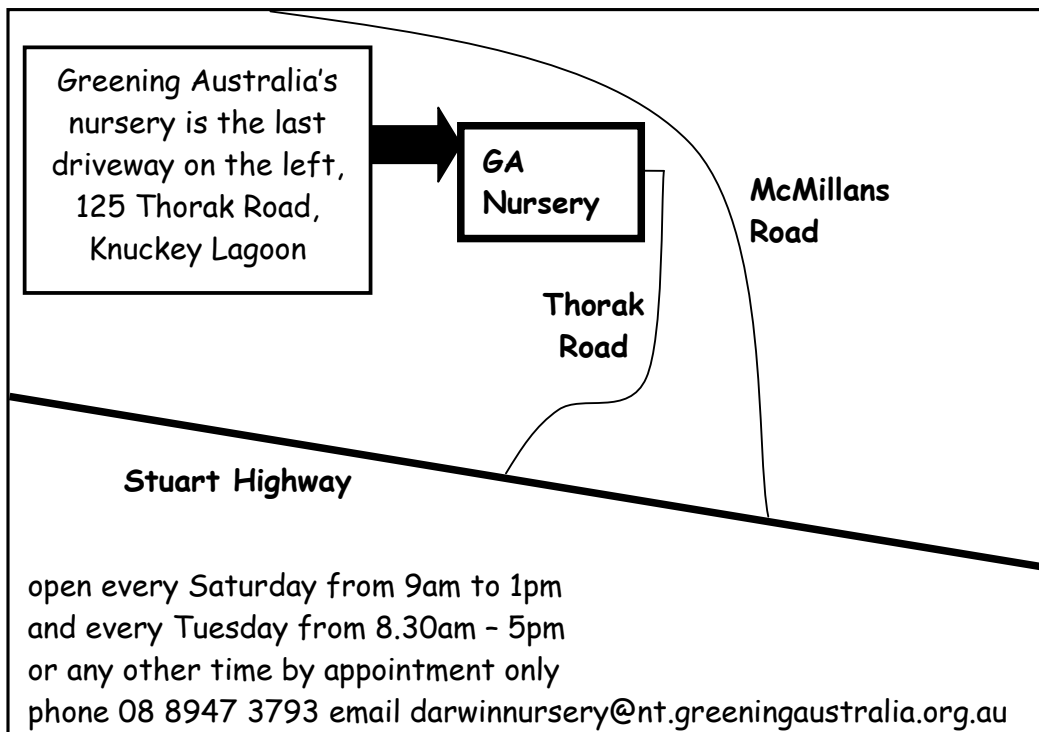 Greening Australia's
nursery is the last
driveway on the left,
125 Thorak Road,
Knuckey Lagoon
GA
Nursery
McMillans
Road
Thorak
Road
Stuart Highway
open every Saturday from 9am to 1pm
and every Tuesday from 8.30am – 5pm
or any other time by appointment only
phone 08 8947 3793 email darwinnursery@nt.greeningaustralia.org.au